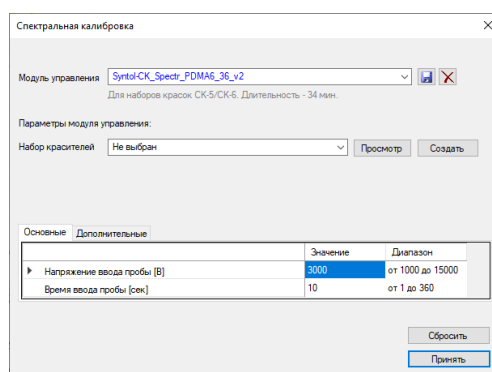 Спектральная калибровка
Модуль управления Syntol-CK_Spectr_PDMA6_36_v2
Для наборов красок СК-5/СК-6. Длительность - 34 мин.
Параметры модуля управления:
Набор красителей Не выбран Просмотр Создать
Основные Дополнительные
Значение Диапазон
Напряжение ввода пробы [В] 3000 от 1000 до 15000
Время ввода пробы [сек] 10 от 1 до 360
Сбросить
Принять